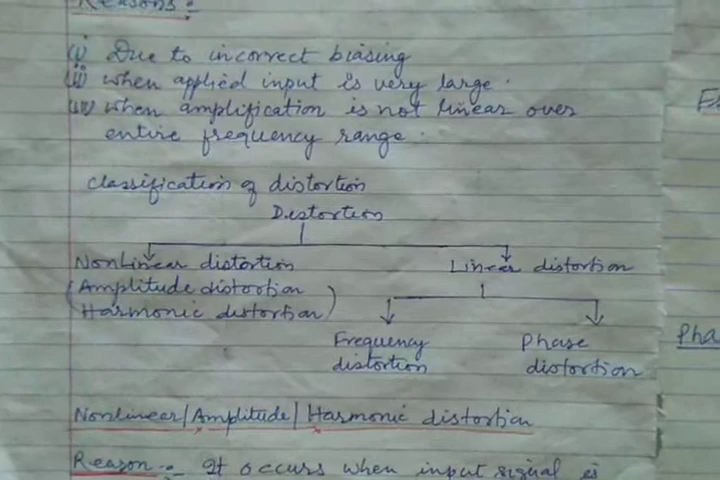 Reasons :-
(i) Due to incorrect biasing
(ii) when applied input is very large.
(iii) when amplification is not linear over
entire frequency range.
classification of distortion
Distortion
NonLinear distortion
Linear distortion
(Amplitude distortion
Harmonic distortion)
Frequency
distortion
Phase
distortion
Pha
Nonlinear/Amplitude/Harmonic distortion
Reason :- It occurs when input signal is